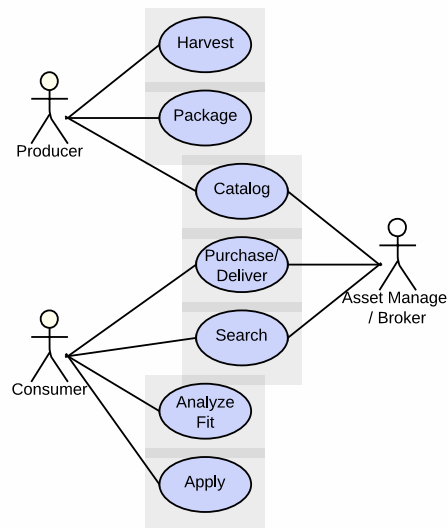 Harvest
Package
Producer
Catalog
Purchase/
Deliver
Asset Manage
/ Broker
Search
Consumer
Analyze
Fit
Apply